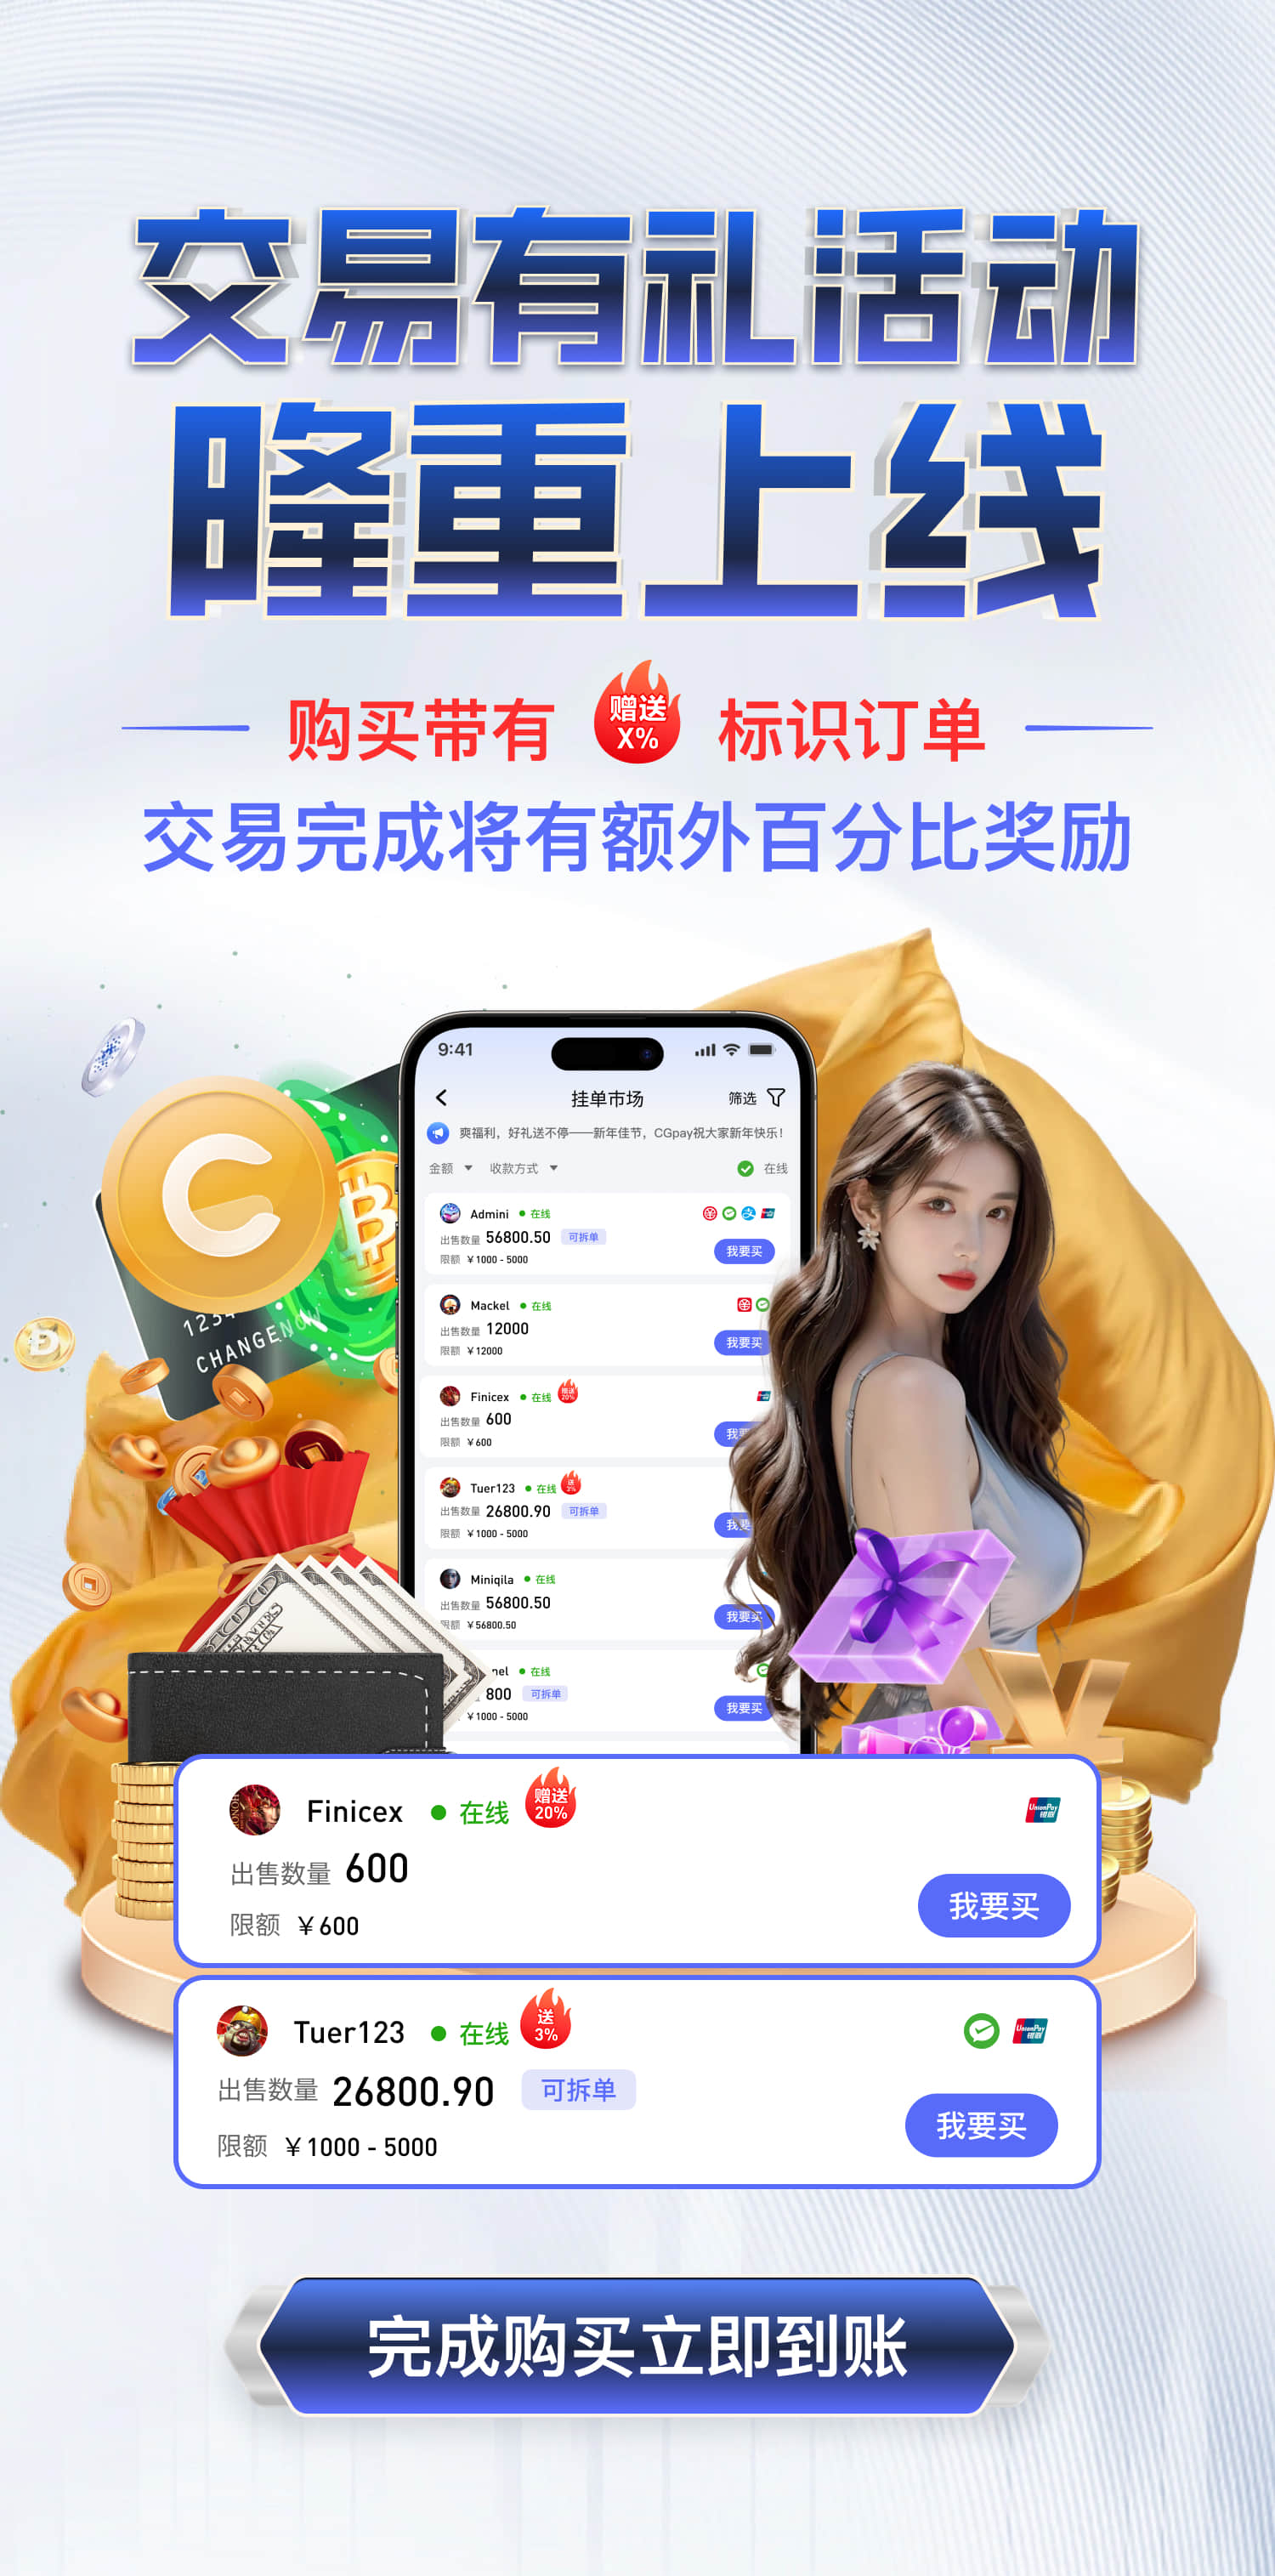 交易有礼活动
隆重上线
购买带有 赠送 X% 标识订单
交易完成将有额外百分比奖励
9:41
挂单市场 筛选
爽福利，好礼送不停——新年佳节，CGpay祝大家新年快乐！
金额 收款方式 在线
Admini 在线
出售数量 56800.50 可拆单
我要买
限额 ￥1000 - 5000
Mackel 在线
出售数量 12000
我要买
限额 ￥12000
Finicex 在线 赠送 20%
出售数量 600
我要
限额 ￥600
Tuer123 在线 送 3%
出售数量 26800.90 可拆单
我要
限额 ￥1000 - 5000
Miniqila 在线
出售数量 56800.50
我要买
限额 ￥56800.50
nel 在线
800 可拆单
我要买
￥1000 - 5000
C
1234
CHANGENOW
100
Finicex 在线 赠送 20%
UnionPay 银联
出售数量 600
我要买
限额 ￥600
Tuer123 在线 送 3%
UnionPay 银联
出售数量 26800.90 可拆单
我要买
限额 ￥1000 - 5000
完成购买立即到账